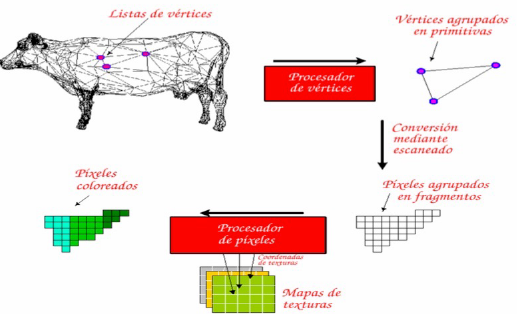 Listas de vértices
Vértices agrupados
en primitivas
Procesador
de vértices
Conversión
mediante
escaneado
Píxeles
coloreados
Píxeles agrupados
en fragmentos
Procesador
de píxeles
Coordenadas
de texturas
Mapas de
texturas